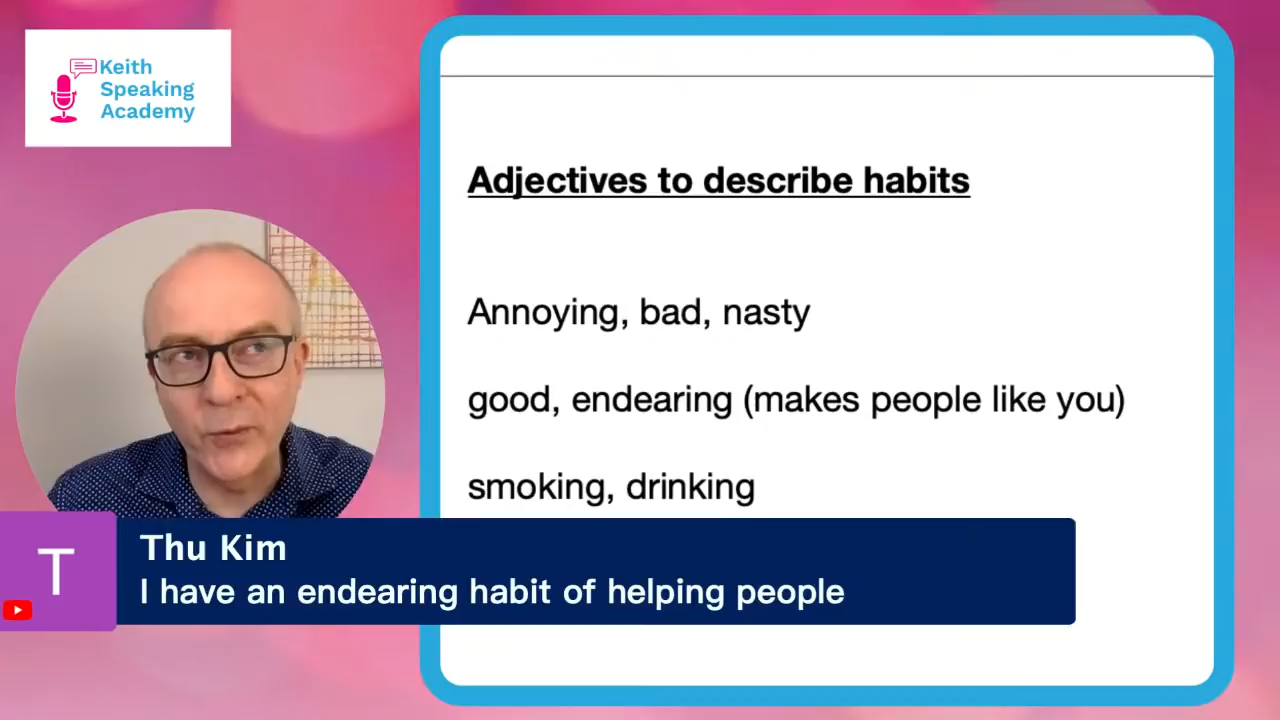 Keith
Speaking
Academy
Adjectives to describe habits
Annoying, bad, nasty
good, endearing (makes people like you)
smoking, drinking
T
Thu Kim
I have an endearing habit of helping people